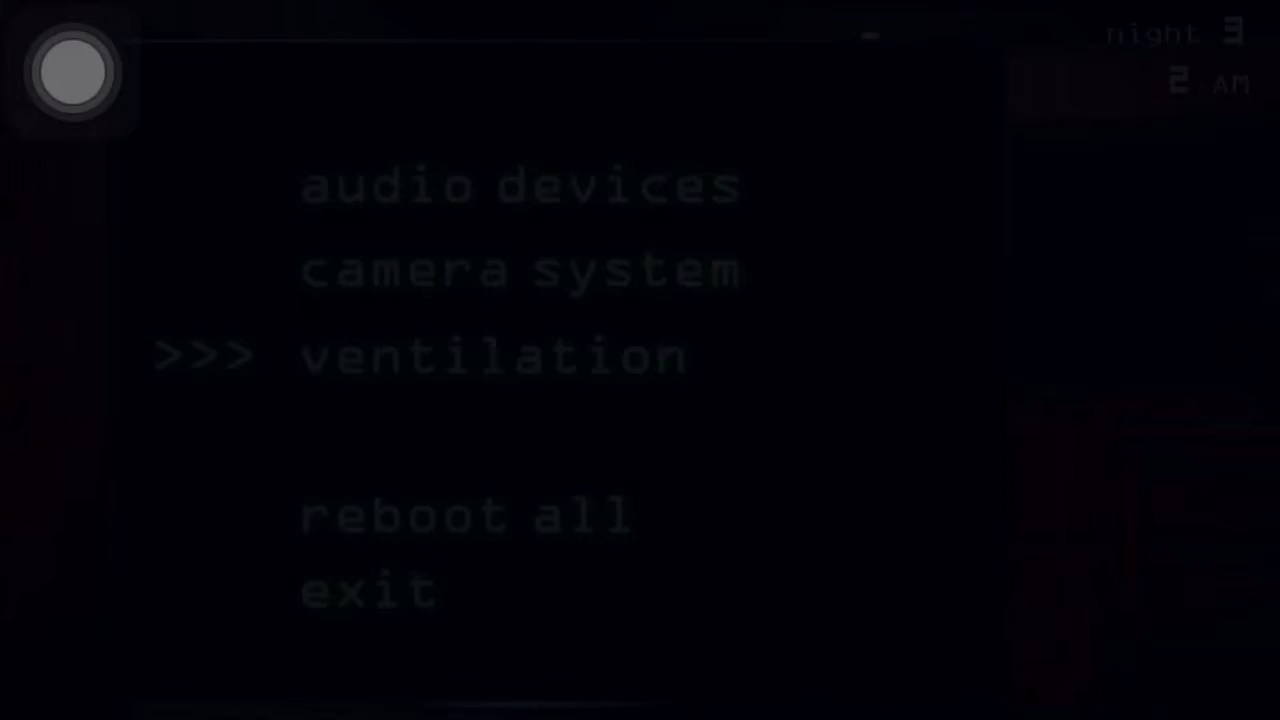 night 3
2 AM
audio devices
camera system
>>> ventilation
reboot all
exit